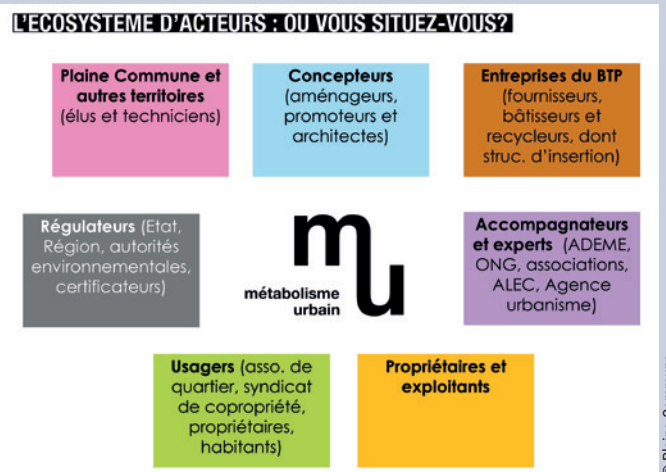 L'ECOSYSTEME D'ACTEURS : OU VOUS SITUEZ-VOUS?
Plaine Commune et
autres territoires
(élus et techniciens)
Concepteurs
(aménageurs,
promoteurs et
architectes)
Entreprises du BTP
(fournisseurs,
bâtisseurs et
recycleurs, dont
struc. d'insertion)
Régulateurs (Etat,
Région, autorités
environnementales,
certificateurs)
mu
métabolisme
urbain
Accompagnateurs
et experts (ADEME,
ONG, associations,
ALEC, Agence
urbanisme)
Usagers (asso. de
quartier, syndicat
de copropriété,
propriétaires,
habitants)
Propriétaires et
exploitants